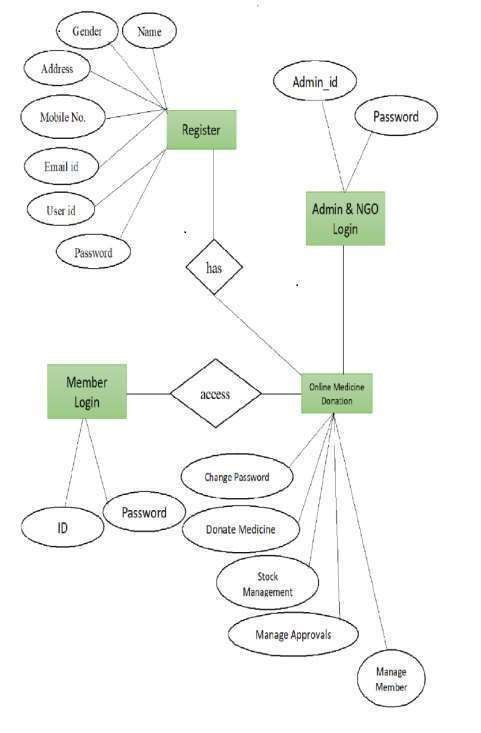 Gender
Name
Address
Mobile No.
Email id
User id
Password
Register
Admin_id
Password
Admin & NGO
Login
has
Member
Login
access
Online Medicine
Donation
ID
Password
Change Password
Donate Medicine
Stock
Management
Manage Approvals
Manage
Member